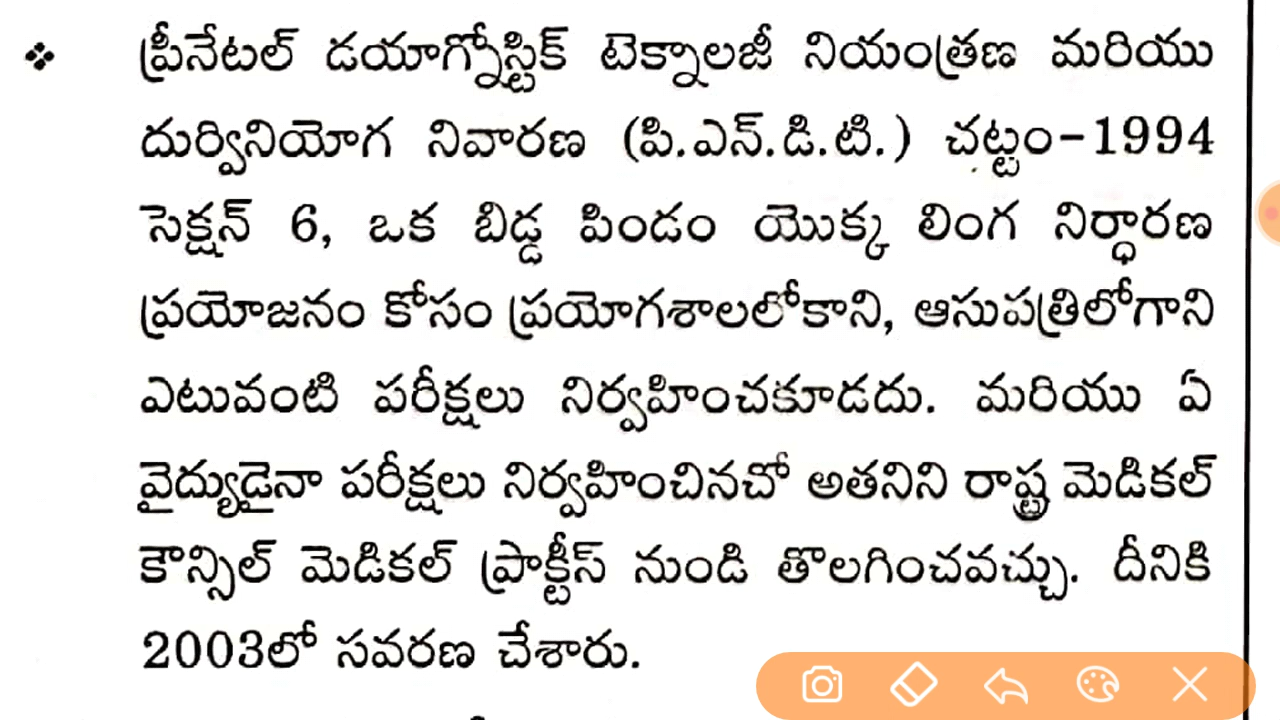 ❖ ప్రీనేటల్ డయాగ్నోస్టిక్ టెక్నాలజీ నియంత్రణ మరియు
దుర్వినియోగ నివారణ (పి.ఎన్.డి.టి.) చట్టం-1994
సెక్షన్ 6, ఒక బిడ్డ పిండం యొక్క లింగ నిర్ధారణ
ప్రయోజనం కోసం ప్రయోగశాలలోకాని, ఆసుపత్రిలోగాని
ఎటువంటి పరీక్షలు నిర్వహించకూడదు. మరియు ఏ
వైద్యుడైనా పరీక్షలు నిర్వహించినచో అతనిని రాష్ట్ర మెడికల్
కౌన్సిల్ మెడికల్ ప్రాక్టీస్ నుండి తొలగించవచ్చు. దీనికి
2003లో సవరణ చేశారు.